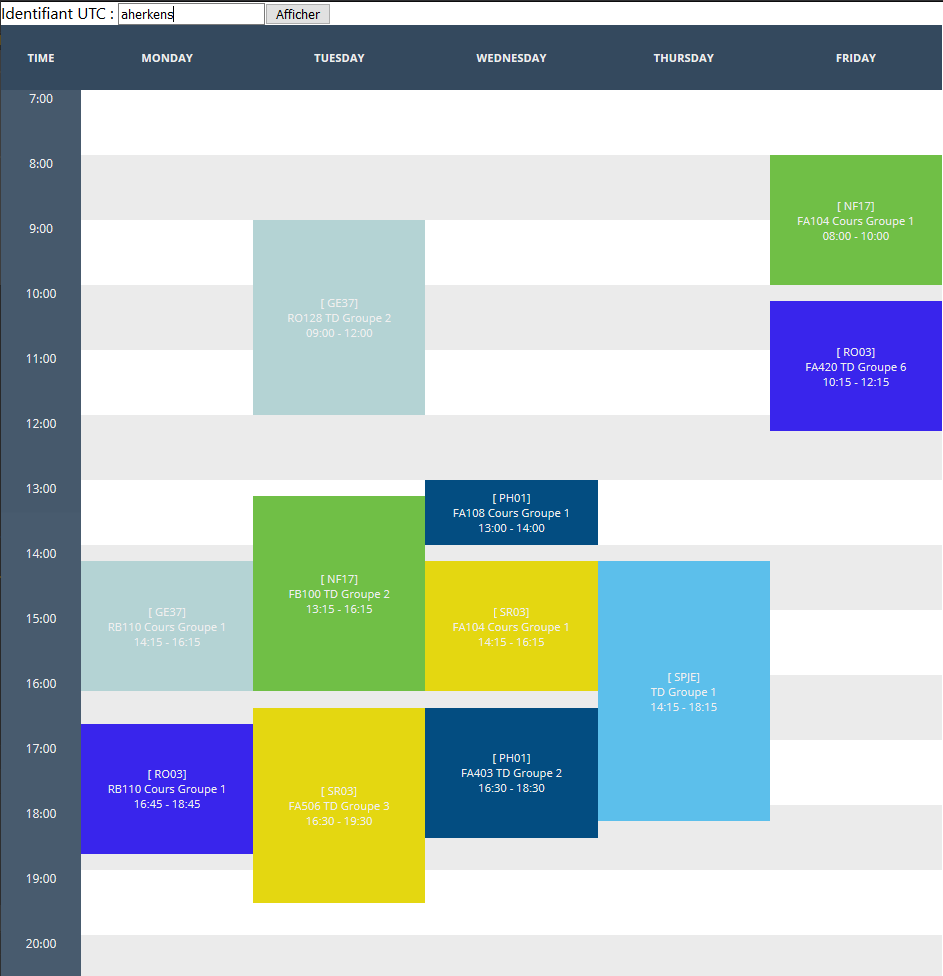 Identifiant UTC : aherkens Afficher
TIME MONDAY TUESDAY WEDNESDAY THURSDAY FRIDAY
7:00
8:00
9:00
10:00
11:00
12:00
13:00
14:00
15:00
16:00
17:00
18:00
19:00
20:00
[ GE37]
RB110 Cours Groupe 1
14:15 - 16:15
[ RO03]
RB110 Cours Groupe 1
16:45 - 18:45
[ GE37]
RO128 TD Groupe 2
09:00 - 12:00
[ NF17]
FB100 TD Groupe 2
13:15 - 16:15
[ SR03]
FA506 TD Groupe 3
16:30 - 19:30
[ PH01]
FA108 Cours Groupe 1
13:00 - 14:00
[ SR03]
FA104 Cours Groupe 1
14:15 - 16:15
[ PH01]
FA403 TD Groupe 2
16:30 - 18:30
[ SPJE]
TD Groupe 1
14:15 - 18:15
[ NF17]
FA104 Cours Groupe 1
08:00 - 10:00
[ RO03]
FA420 TD Groupe 6
10:15 - 12:15